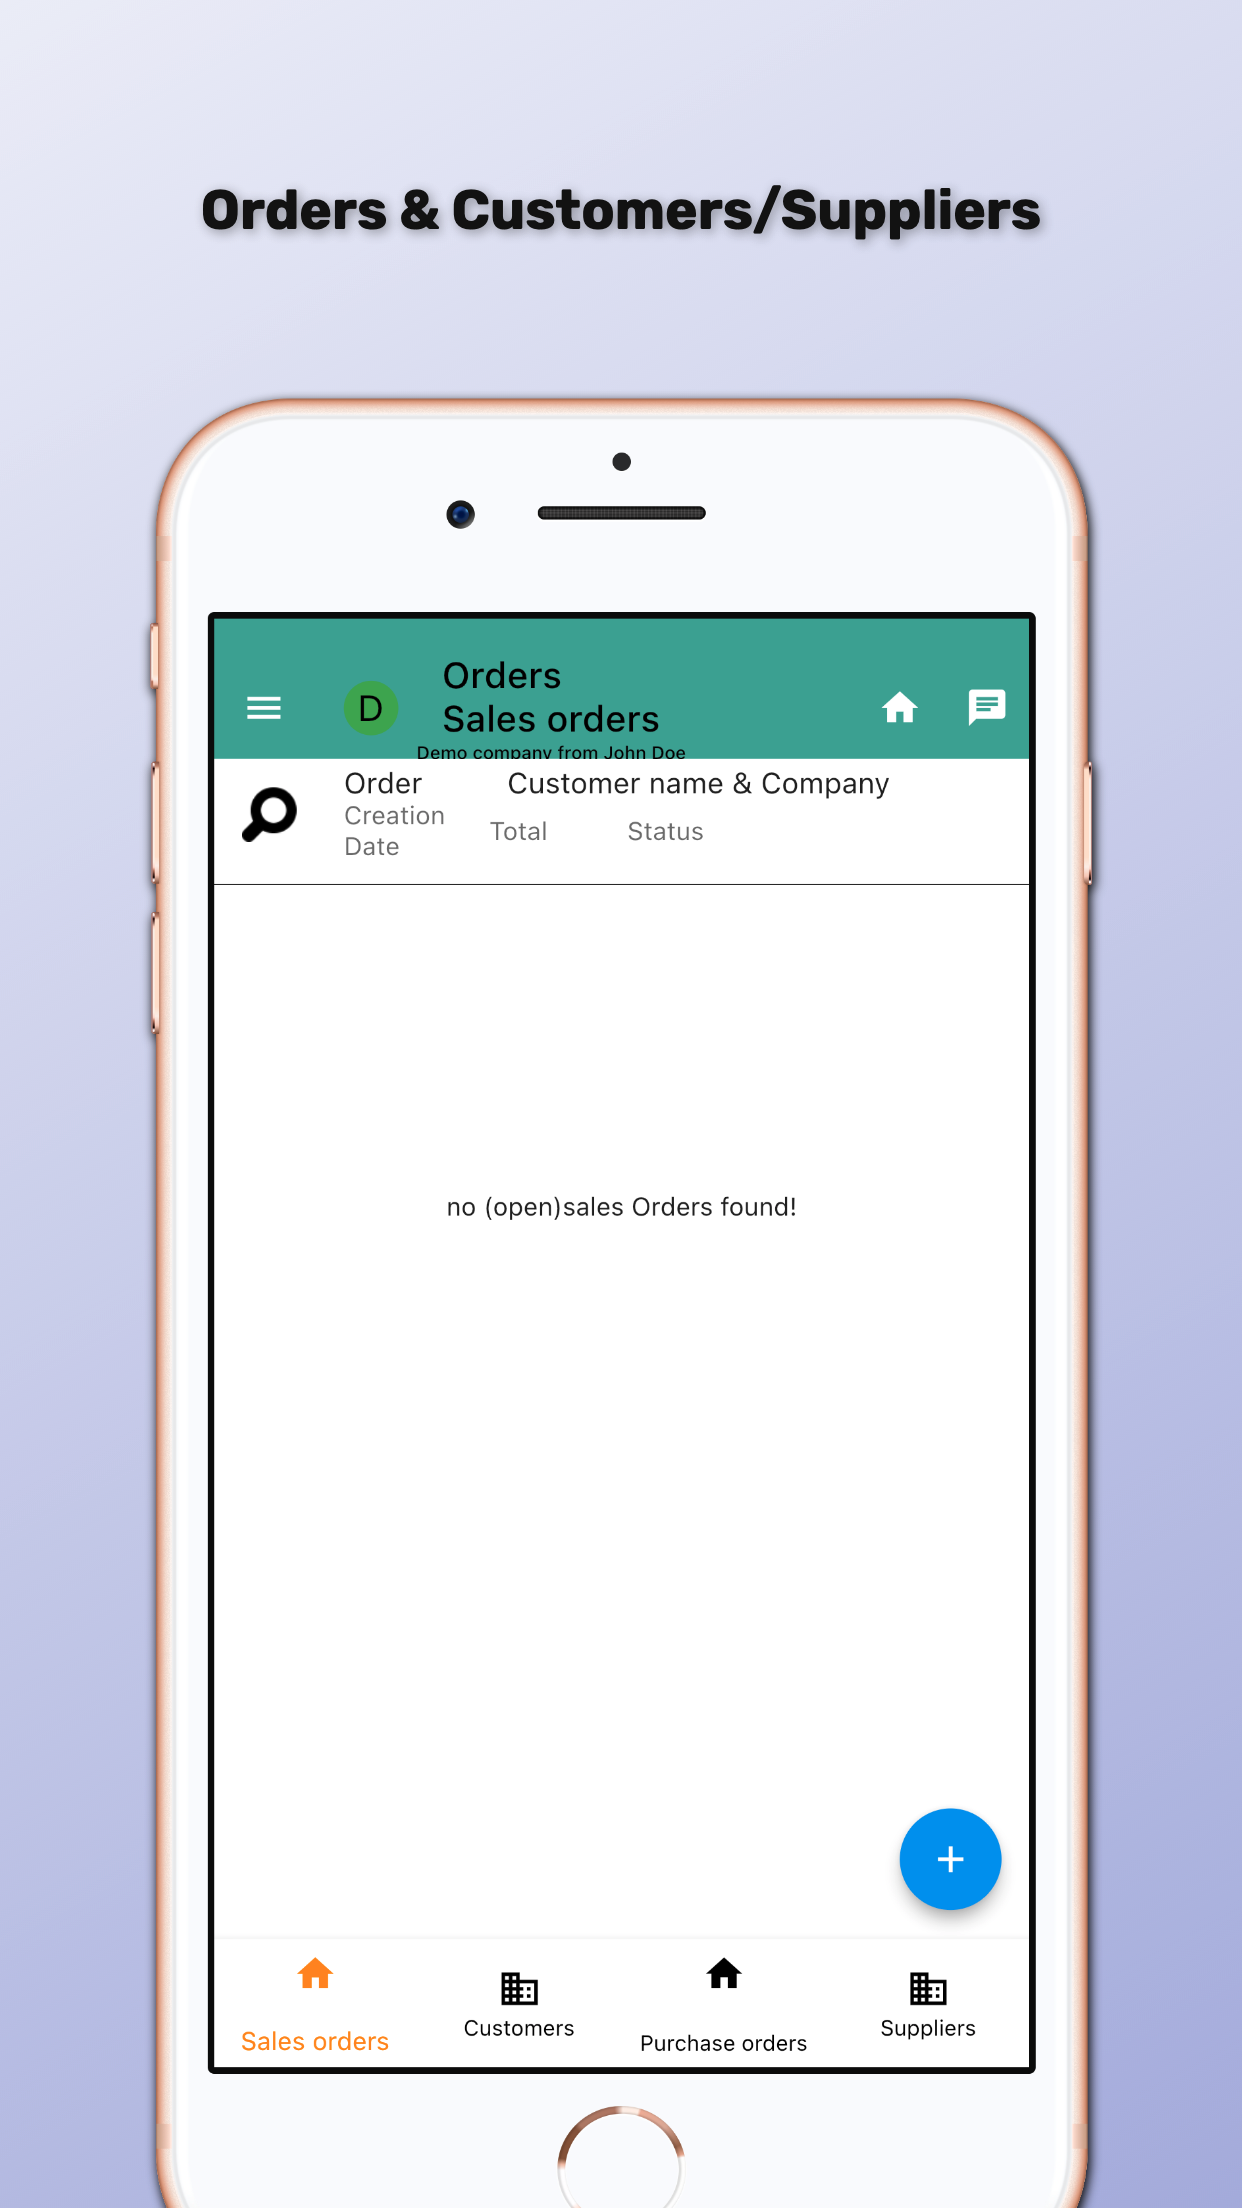 Orders & Customers/Suppliers
D
Orders
Sales orders
Demo company from John Doe
Order
Customer name & Company
Creation
Date
Total
Status
no (open)sales Orders found!
Sales orders
Customers
Purchase orders
Suppliers